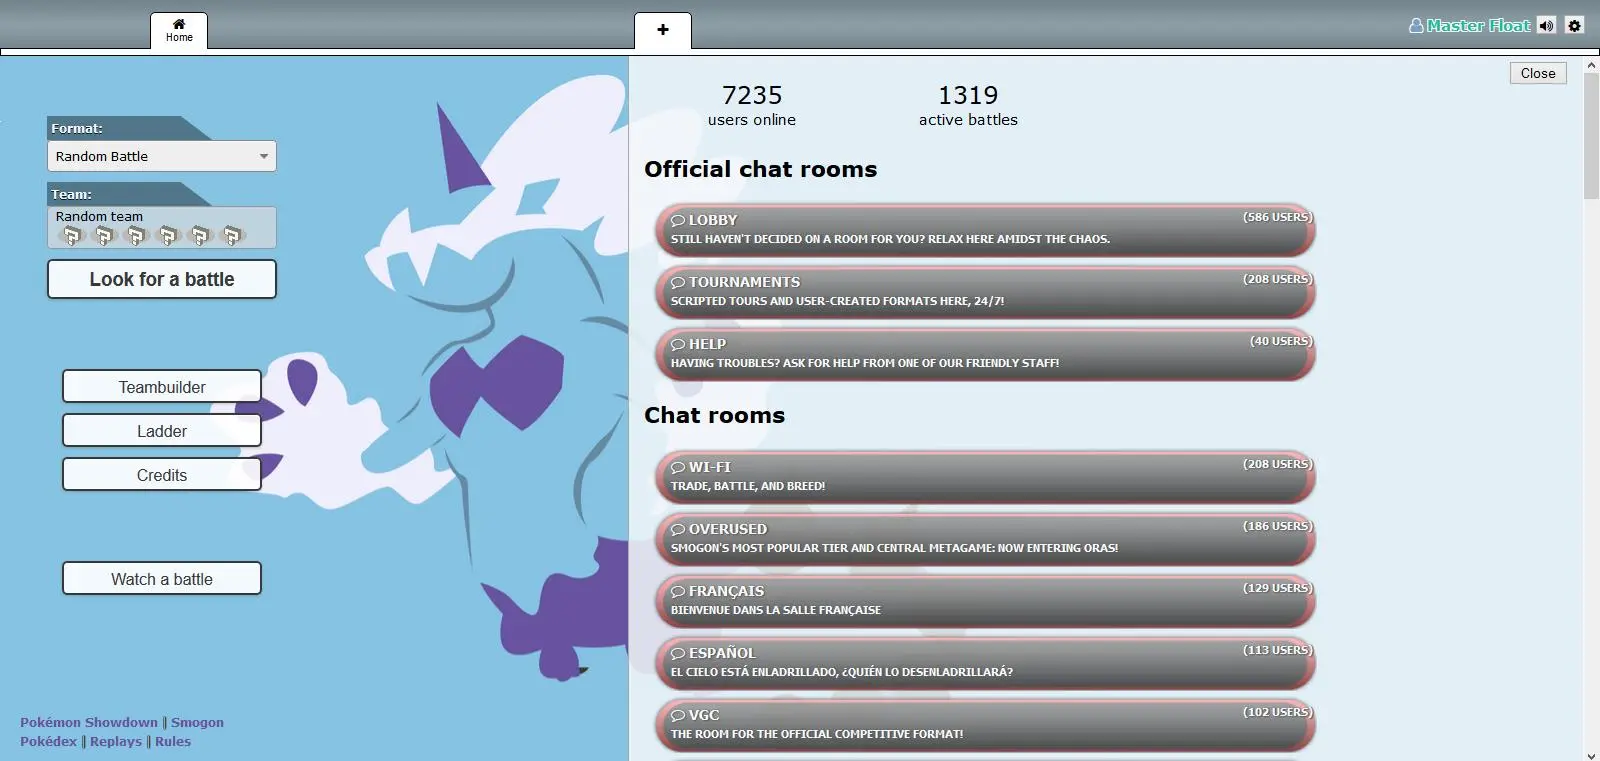 Home
+
Master Float
Close
Format:
Random Battle
Team:
Random team
Look for a battle
Teambuilder
Ladder
Credits
Watch a battle
Pokémon Showdown || Smogon
Pokédex || Replays || Rules
7235
users online
1319
active battles
Official chat rooms
LOBBY (586 USERS)
STILL HAVEN'T DECIDED ON A ROOM FOR YOU? RELAX HERE AMIDST THE CHAOS.
TOURNAMENTS (208 USERS)
SCRIPTED TOURS AND USER-CREATED FORMATS HERE, 24/7!
HELP (40 USERS)
HAVING TROUBLES? ASK FOR HELP FROM ONE OF OUR FRIENDLY STAFF!
Chat rooms
WI-FI (208 USERS)
TRADE, BATTLE, AND BREED!
OVERUSED (186 USERS)
SMOGON'S MOST POPULAR TIER AND CENTRAL METAGAME: NOW ENTERING ORAS!
FRANÇAIS (129 USERS)
BIENVENUE DANS LA SALLE FRANÇAISE
ESPAÑOL (113 USERS)
EL CIELO ESTÁ ENLADRILLADO, ¿QUIÉN LO DESENLADRILLARÁ?
VGC (102 USERS)
THE ROOM FOR THE OFFICIAL COMPETITIVE FORMAT!